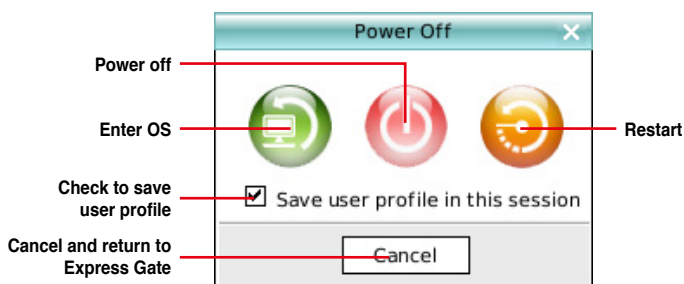 Power Off
Power off
Enter OS
Restart
Check to save
user profile
Save user profile in this session
Cancel and return to
Express Gate
Cancel